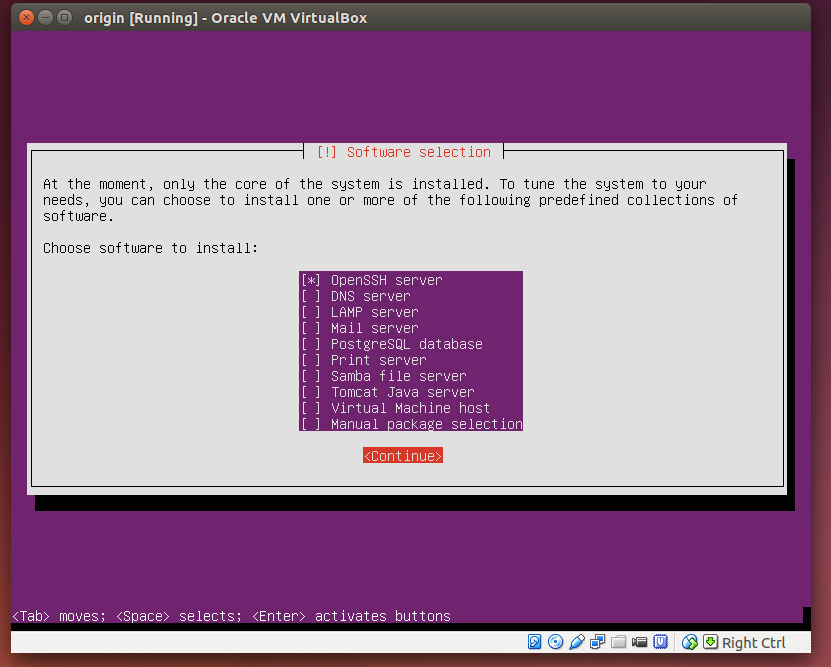 origin [Running] - Oracle VM VirtualBox
[!] Software selection
At the moment, only the core of the system is installed. To tune the system to your
needs, you can choose to install one or more of the following predefined collections of
software.
Choose software to install:
[*] OpenSSH server
[ ] DNS server
[ ] LAMP server
[ ] Mail server
[ ] PostgreSQL database
[ ] Print server
[ ] Samba file server
[ ] Tomcat Java server
[ ] Virtual Machine host
[ ] Manual package selection
<Continue>
<Tab> moves; <Space> selects; <Enter> activates buttons
Right Ctrl